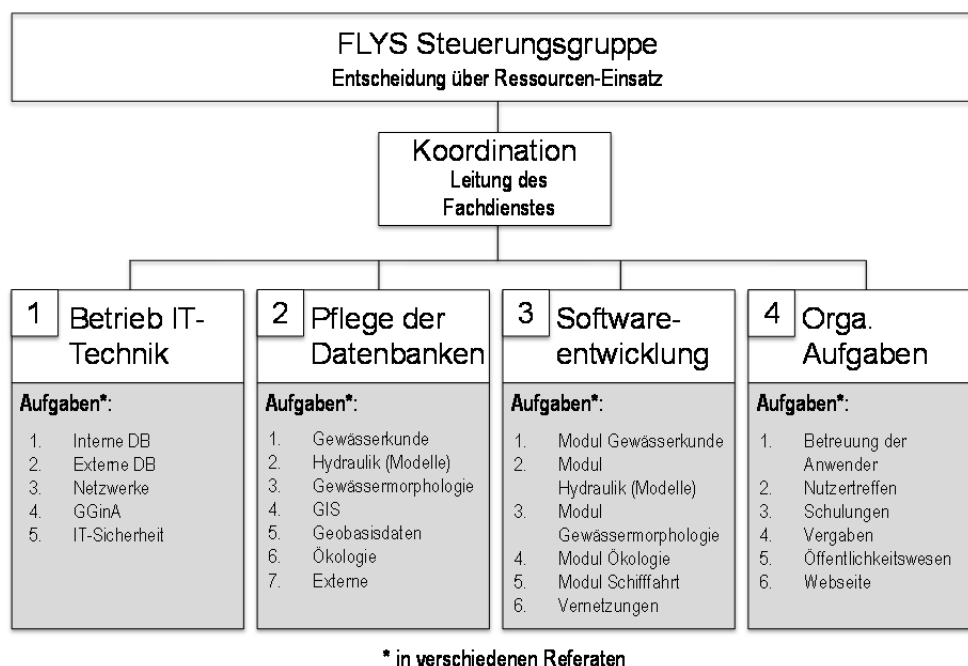 FLYS Steuerungsgruppe
Entscheidung über Ressourcen-Einsatz
Koordination
Leitung des
Fachdienstes
1
Betrieb IT-
Technik
Aufgaben*:
1. Interne DB
2. Externe DB
3. Netzwerke
4. GGinA
5. IT-Sicherheit
2
Pflege der
Datenbanken
Aufgaben*:
1. Gewässerkunde
2. Hydraulik (Modelle)
3. Gewässermorphologie
4. GIS
5. Geobasisdaten
6. Ökologie
7. Externe
3
Software-
entwicklung
Aufgaben*:
1. Modul Gewässerkunde
2. Modul
Hydraulik (Modelle)
3. Modul
Gewässermorphologie
4. Modul Ökologie
5. Modul Schifffahrt
6. Vernetzungen
4
Orga.
Aufgaben
Aufgaben*:
1. Betreuung der
Anwender
2. Nutzertreffen
3. Schulungen
4. Vergaben
5. Öffentlichkeitswesen
6. Webseite
* in verschiedenen Referaten